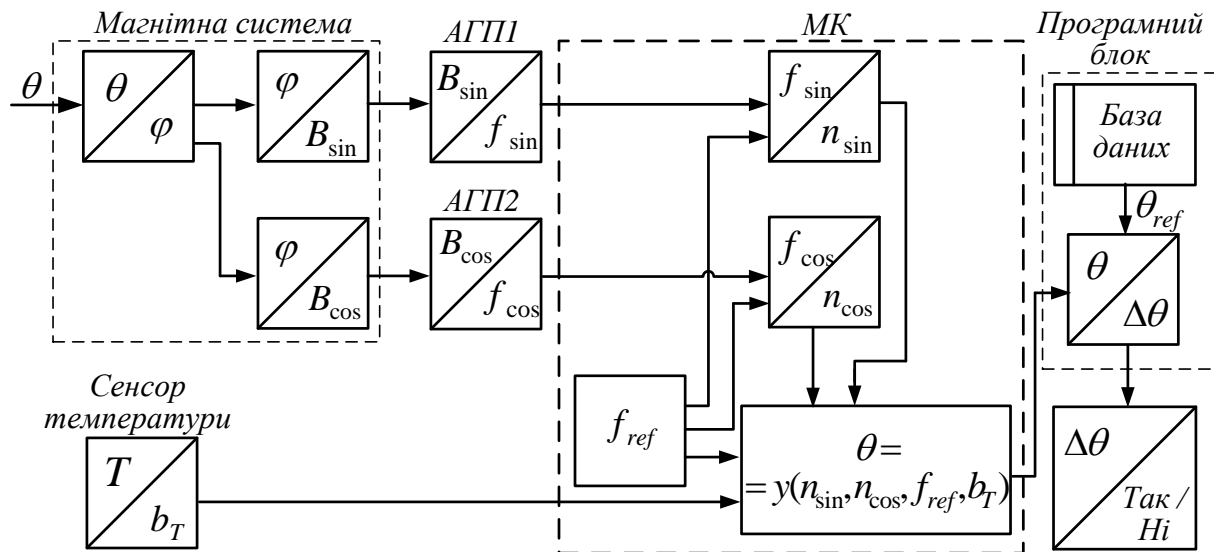 Магнітна система
АГП1
МК
Програмний
блок
θ
θ
φ
φ
B_sin
B_sin
f_sin
f_sin
n_sin
База
даних
АГП2
θ_ref
φ
B_cos
B_cos
f_cos
f_cos
n_cos
θ
Δθ
Сенсор
температури
T
b_T
f_ref
θ =
= y(n_sin, n_cos, f_ref, b_T)
Δθ
Так /
Ні